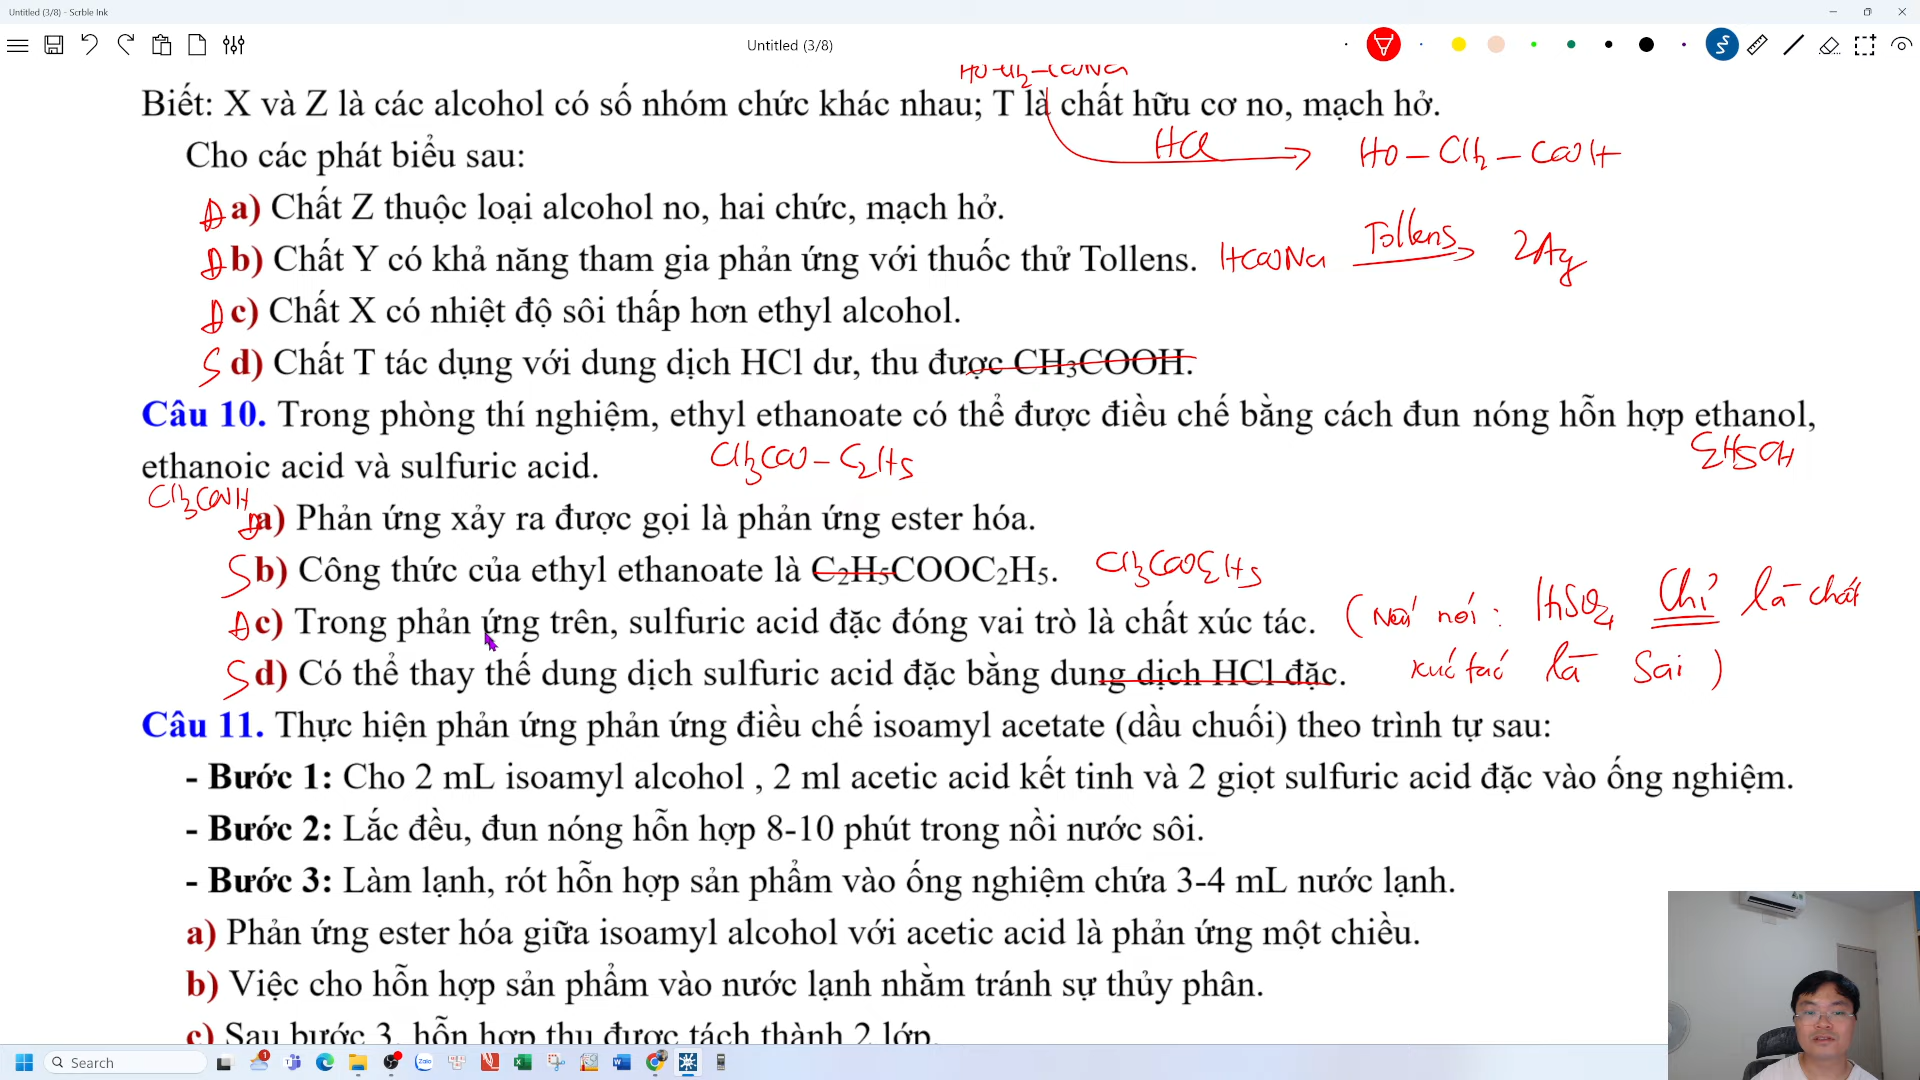 Untitled (3/8) - Scrble Ink
Untitled (3/8)
Biết: X và Z là các alcohol có số nhóm chức khác nhau; T là chất hữu cơ no, mạch hở.
HCl
HO – CH2 – COOH
Cho các phát biểu sau:
Đ a) Chất Z thuộc loại alcohol no, hai chức, mạch hở.
Đ b) Chất Y có khả năng tham gia phản ứng với thuốc thử Tollens. HCOONa Tollens 2Ag
Đ c) Chất X có nhiệt độ sôi thấp hơn ethyl alcohol.
S d) Chất T tác dụng với dung dịch HCl dư, thu được CH₃COOH.
Câu 10. Trong phòng thí nghiệm, ethyl ethanoate có thể được điều chế bằng cách đun nóng hỗn hợp ethanol,
ethanoic acid và sulfuric acid. CH3COO – C2H5 C2H5OH
CH3COOH
Đ a) Phản ứng xảy ra được gọi là phản ứng ester hóa.
S b) Công thức của ethyl ethanoate là C₂H₅COOC₂H₅. CH3COOC2H5
Đ c) Trong phản ứng trên, sulfuric acid đặc đóng vai trò là chất xúc tác. (Nếu nói: H2SO4 Chỉ là chất
S d) Có thể thay thế dung dịch sulfuric acid đặc bằng dung dịch HCl đặc. xúc tác là Sai)
Câu 11. Thực hiện phản ứng phản ứng điều chế isoamyl acetate (dầu chuối) theo trình tự sau:
- Bước 1: Cho 2 mL isoamyl alcohol , 2 ml acetic acid kết tinh và 2 giọt sulfuric acid đặc vào ống nghiệm.
- Bước 2: Lắc đều, đun nóng hỗn hợp 8-10 phút trong nồi nước sôi.
- Bước 3: Làm lạnh, rót hỗn hợp sản phẩm vào ống nghiệm chứa 3-4 mL nước lạnh.
a) Phản ứng ester hóa giữa isoamyl alcohol với acetic acid là phản ứng một chiều.
b) Việc cho hỗn hợp sản phẩm vào nước lạnh nhằm tránh sự thủy phân.
c) Sau bước 3, hỗn hợp thu được tách thành 2 lớp.
Search